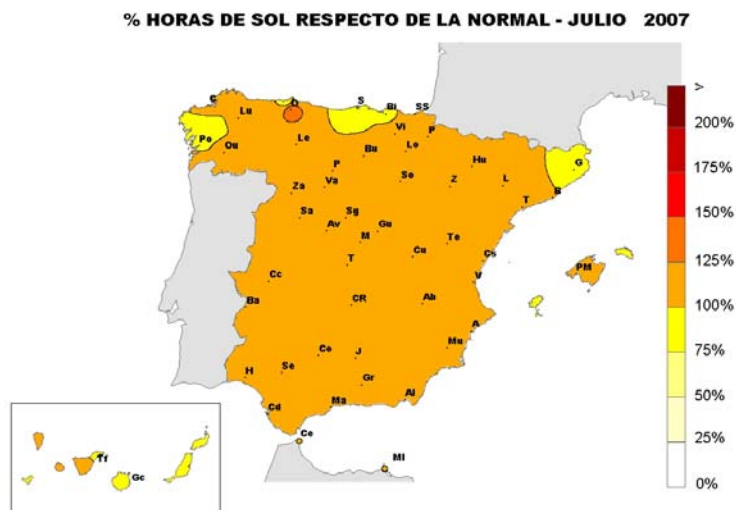 % HORAS DE SOL RESPECTO DE LA NORMAL - JULIO 2007
>
200%
175%
150%
125%
100%
75%
50%
25%
0%
C
Lu
O
S
Bi
SS
Po
Ou
Le
Vi
P
Bu
Lo
Hu
G
P
Za
Va
So
Z
L
B
T
Sa
Sg
Av
M
Gu
Te
T
Cu
Cs
PM
Cc
V
Ba
CR
Ab
A
Mu
Co
J
H
Se
Gr
Cd
Ma
Al
Ce
Ml
Tf
Gc